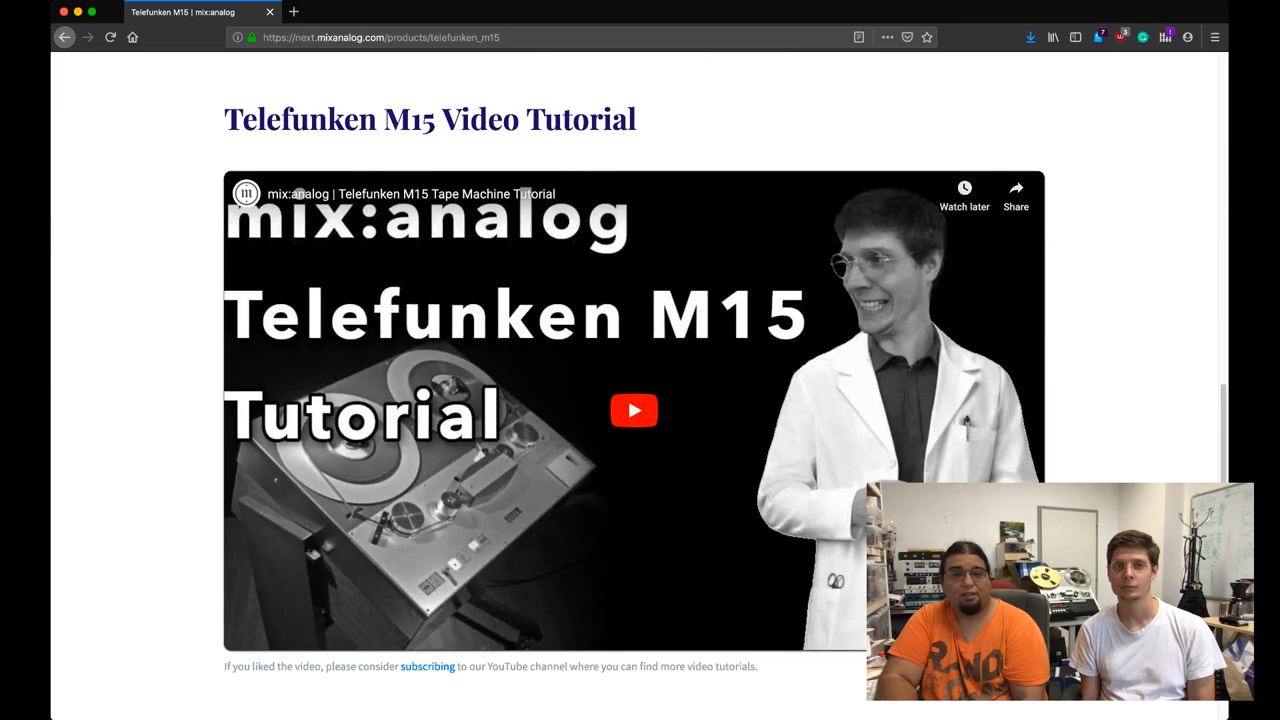 Telefunken M15 | mix:analog
https://next.mixanalog.com/products/telefunken_m15
7
3
Telefunken M15 Video Tutorial
m
mix:analog | Telefunken M15 Tape Machine Tutorial
Watch later
Share
mix:analog
Telefunken M15
Tutorial
If you liked the video, please consider subscribing to our YouTube channel where you can find more video tutorials.